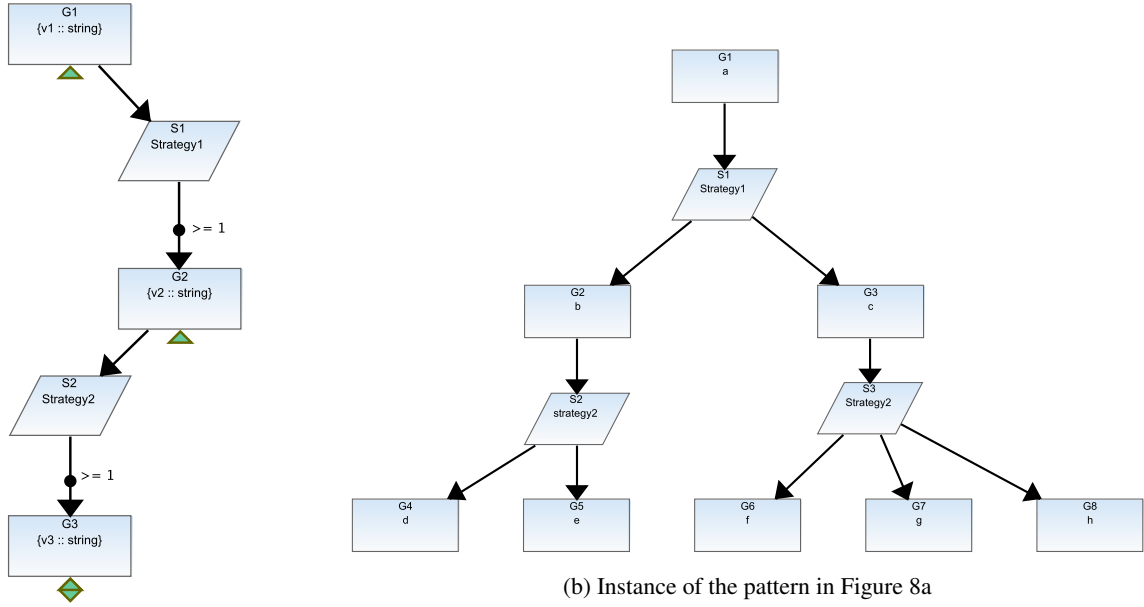 G1
{v1 :: string}
S1
Strategy1
>= 1
G2
{v2 :: string}
S2
Strategy2
>= 1
G3
{v3 :: string}
G1
a
S1
Strategy1
G2
b
G3
c
S2
strategy2
S3
Strategy2
G4
d
G5
e
G6
f
G7
g
G8
h
(b) Instance of the pattern in Figure 8a